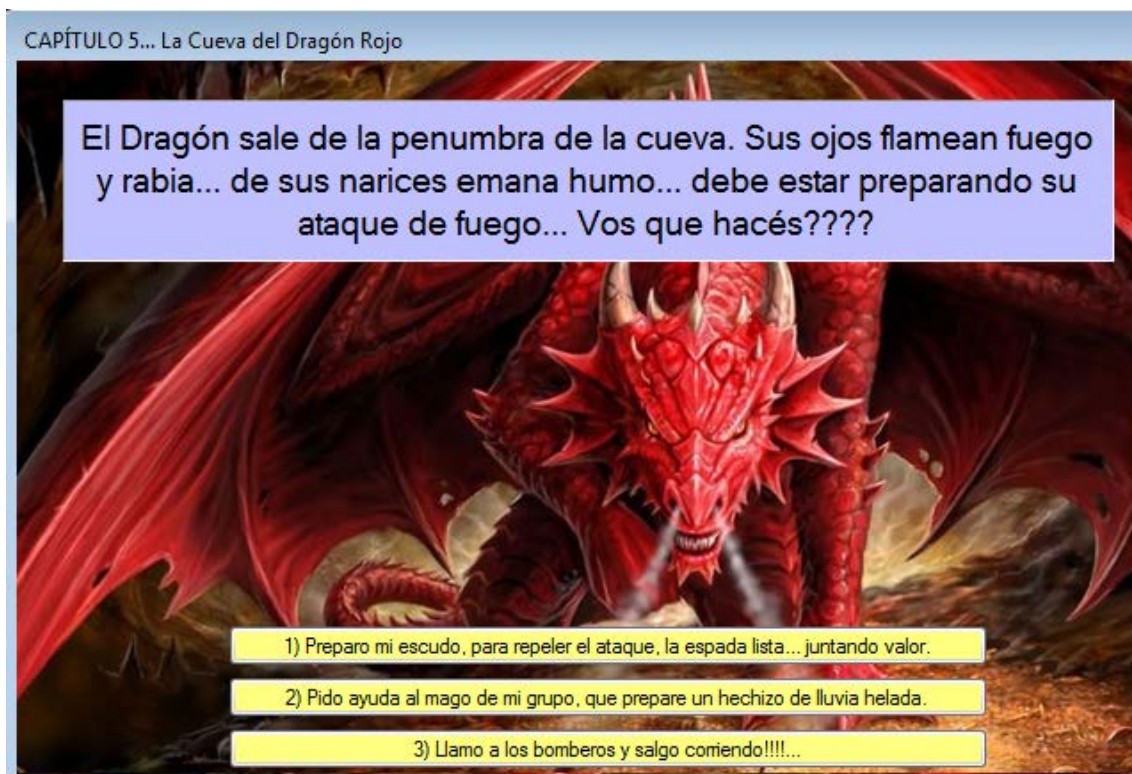 CAPÍTULO 5... La Cueva del Dragón Rojo
El Dragón sale de la penumbra de la cueva. Sus ojos flamean fuego
y rabia... de sus narices emana humo... debe estar preparando su
ataque de fuego... Vos que hacés????
1) Preparo mi escudo, para repeler el ataque, la espada lista... juntando valor.
2) Pido ayuda al mago de mi grupo, que prepare un hechizo de lluvia helada.
3) Llamo a los bomberos y salgo corriendo!!!!...